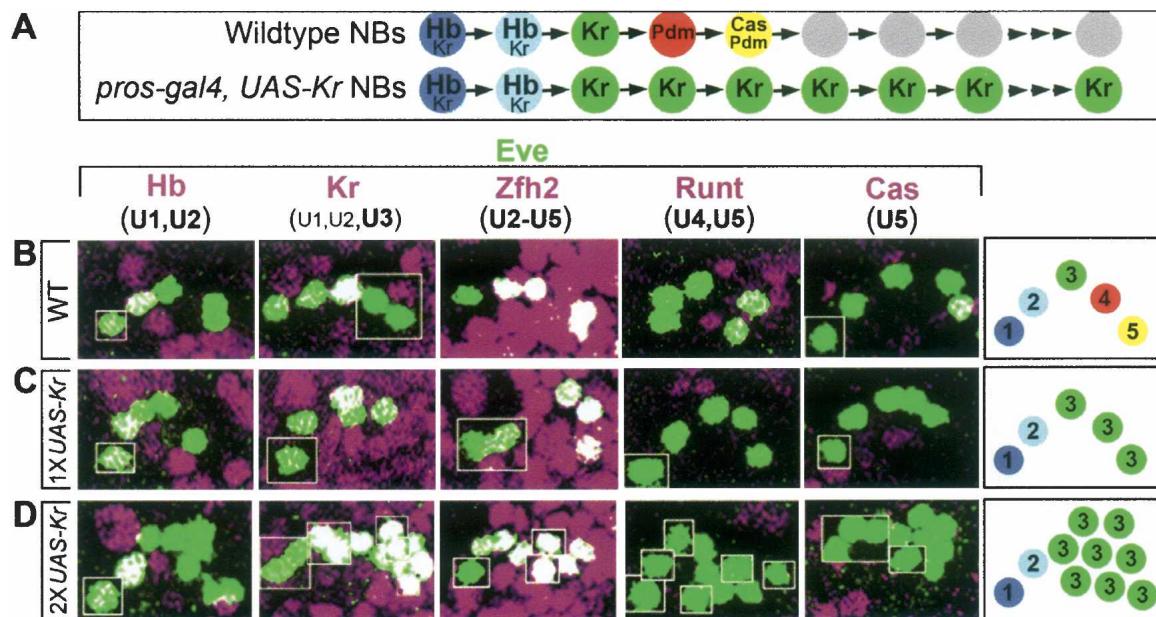 A
Wildtype NBs
Hb Kr
Hb Kr
Kr
Pdm
Cas Pdm
pros-gal4, UAS-Kr NBs
Hb Kr
Hb Kr
Kr
Kr
Kr
Kr
Kr
Kr
Kr
Eve
Hb
Kr
Zfh2
Runt
Cas
(U1,U2)
(U1,U2,U3)
(U2-U5)
(U4,U5)
(U5)
B
WT
1
2
3
4
5
C
1XUAS-Kr
1
2
3
3
3
D
2XUAS-Kr
1
2
3
3
3
3
3
3
3
3